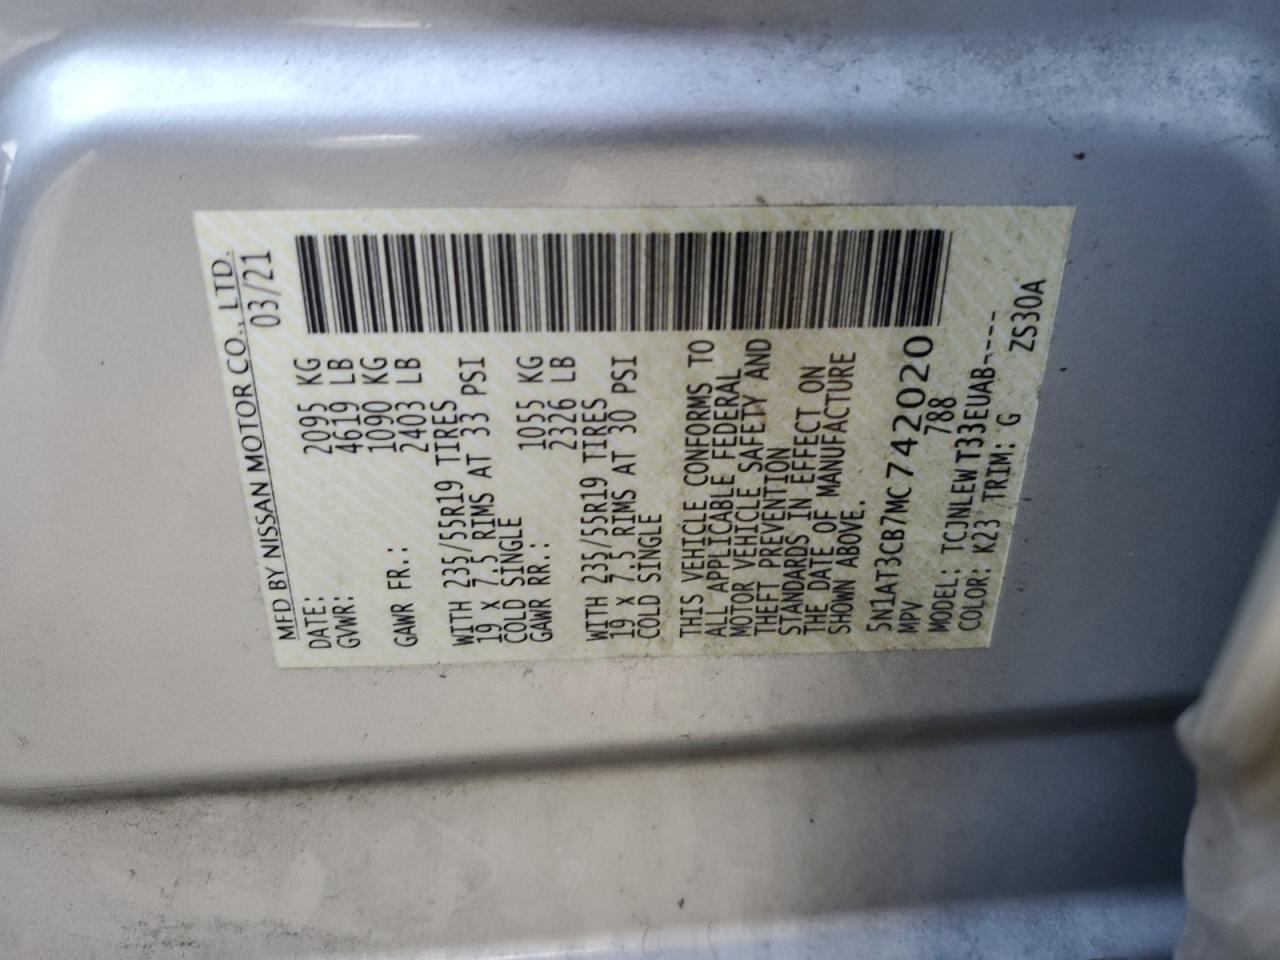 MFD BY NISSAN MOTOR CO., LTD.
DATE: 03/21
GVWR: 2095 KG
4619 LB
GAWR FR.: 1090 KG
2403 LB
WITH 235/55R19 TIRES
19 X 7.5 RIMS AT 33 PSI
COLD SINGLE
GAWR RR.: 1055 KG
2326 LB
WITH 235/55R19 TIRES
19 X 7.5 RIMS AT 30 PSI
COLD SINGLE
THIS VEHICLE CONFORMS TO
ALL APPLICABLE FEDERAL
MOTOR VEHICLE SAFETY AND
THEFT PREVENTION
STANDARDS IN EFFECT ON
THE DATE OF MANUFACTURE
SHOWN ABOVE.
5N1AT3CB7MC742020
MPV 788
MODEL: TCJNLEW T33EUAB-----
COLOR: K23 TRIM: G ZS30A